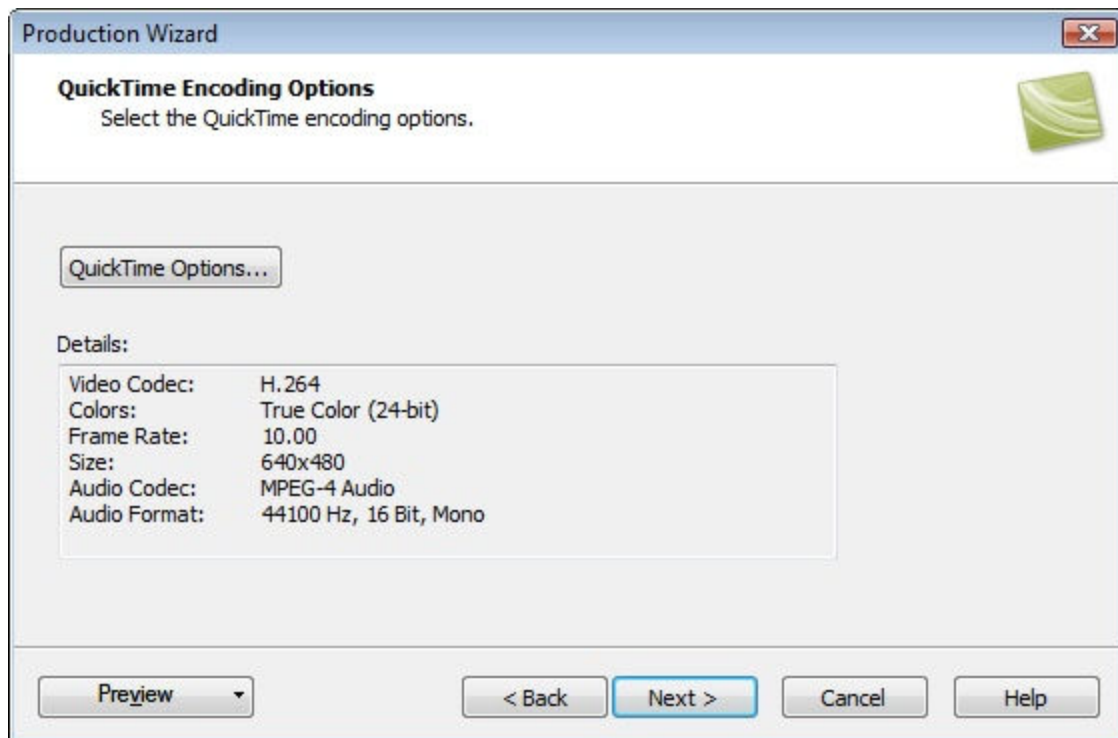 Production Wizard
QuickTime Encoding Options
Select the QuickTime encoding options.
QuickTime Options...
Details:
Video Codec: H.264
Colors: True Color (24-bit)
Frame Rate: 10.00
Size: 640x480
Audio Codec: MPEG-4 Audio
Audio Format: 44100 Hz, 16 Bit, Mono
Preview < Back Next > Cancel Help